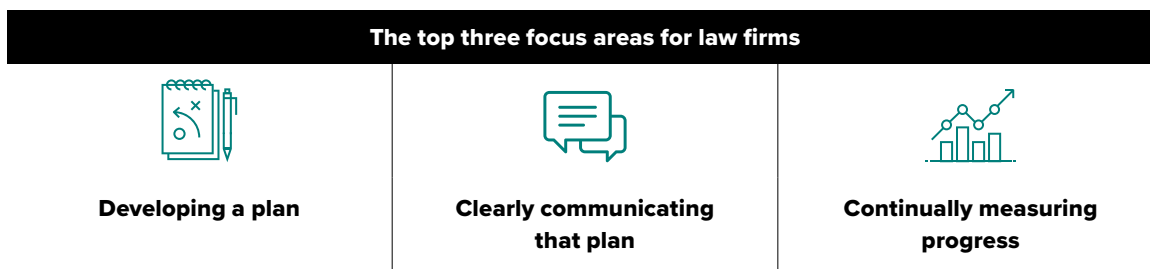 The top three focus areas for law firms
Developing a plan
Clearly communicating
that plan
Continually measuring
progress